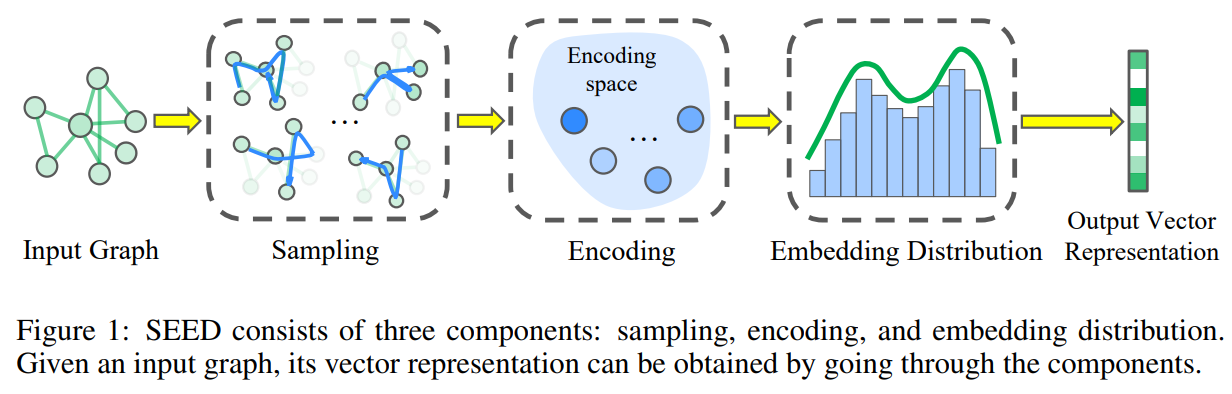 Encoding
space
...
...
Input Graph
Sampling
Encoding
Embedding Distribution
Output Vector
Representation
Figure 1: SEED consists of three components: sampling, encoding, and embedding distribution.
Given an input graph, its vector representation can be obtained by going through the components.